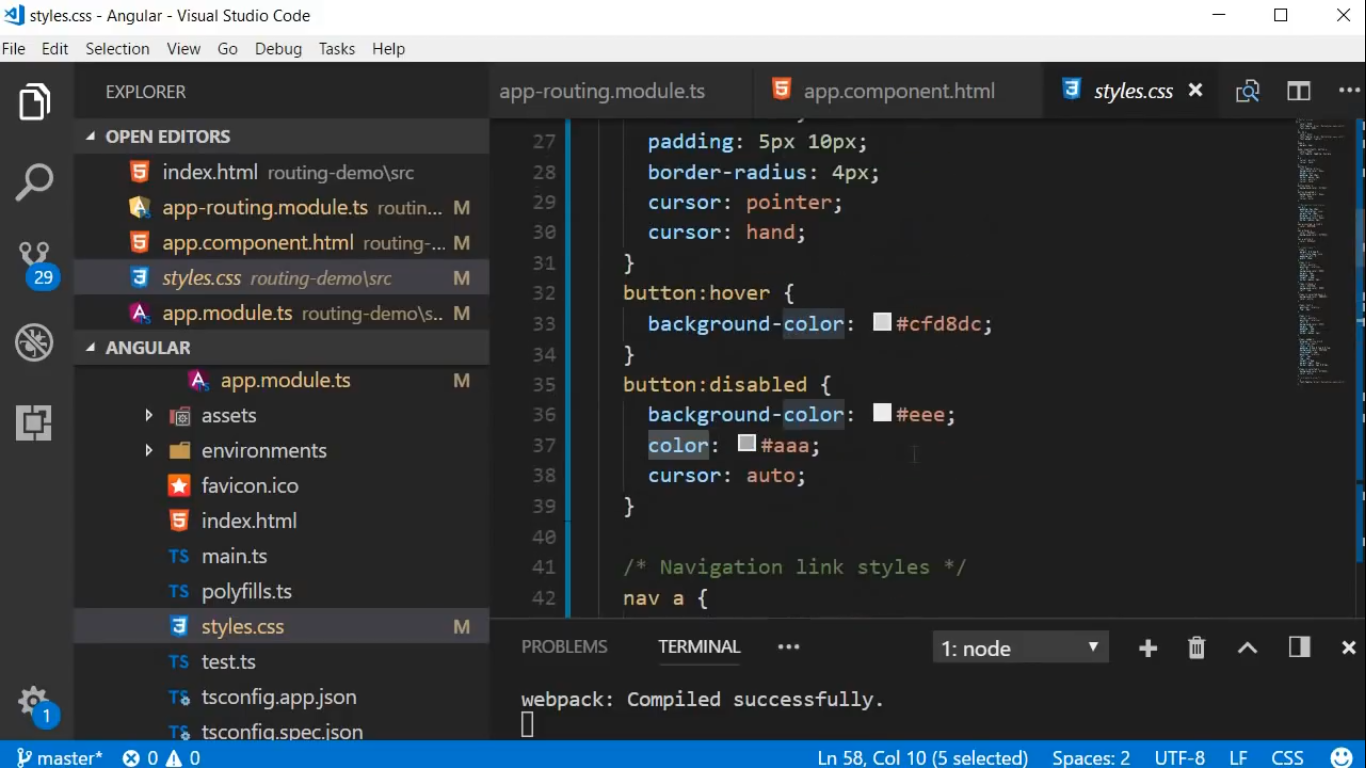 styles.css - Angular - Visual Studio Code
File Edit Selection View Go Debug Tasks Help
EXPLORER
OPEN EDITORS
index.html routing-demo\src
app-routing.module.ts routin... M
app.component.html routing-... M
styles.css routing-demo\src M
app.module.ts routing-demo\s.. M
ANGULAR
app.module.ts M
assets
environments
favicon.ico
index.html
TS main.ts
TS polyfills.ts
styles.css M
TS test.ts
TS tsconfig.app.json
TS tsconfig.spec.json
29
1
app-routing.module.ts app.component.html styles.css
27 padding: 5px 10px;
28 border-radius: 4px;
29 cursor: pointer;
30 cursor: hand;
31 }
32 button:hover {
33 background-color: #cfd8dc;
34 }
35 button:disabled {
36 background-color: #eee;
37 color: #aaa;
38 cursor: auto;
39 }
40
41 /* Navigation link styles */
42 nav a {
PROBLEMS TERMINAL ••• 1: node
webpack: Compiled successfully.
master* 0 0 Ln 58, Col 10 (5 selected) Spaces: 2 UTF-8 LF CSS